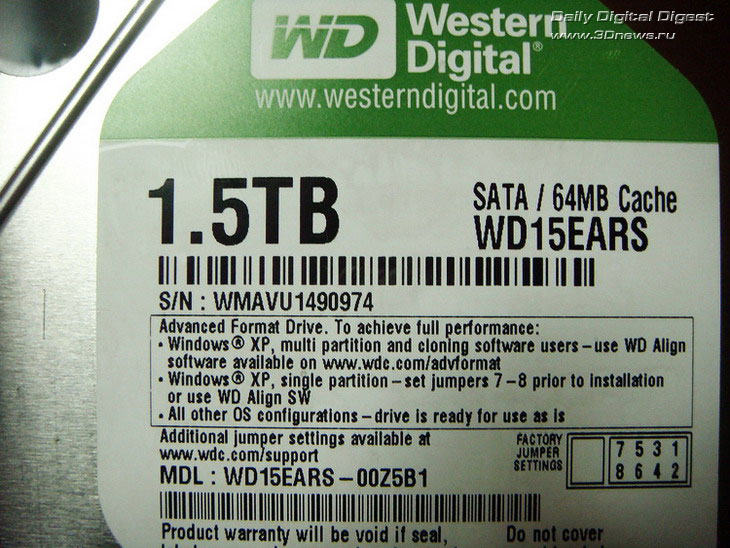 Daily Digital Digest
www.3Dnews.ru
WD
Western
Digital®
www.westerndigital.com
1.5TB
SATA / 64MB Cache
WD15EARS
S/N : WMAVU1490974
Advanced Format Drive. To achieve full performance:
• Windows® XP, multi partition and cloning software users – use WD Align
software available on www.wdc.com/advformat
• Windows® XP, single partition – set jumpers 7 – 8 prior to installation
or use WD Align SW
• All other OS configurations – drive is ready for use as is
Additional jumper settings available at
www.wdc.com/support
FACTORY
JUMPER
SETTINGS
7 5 3 1
8 6 4 2
MDL : WD15EARS – 00Z5B1
Product warranty will be void if seal,
Do not cover